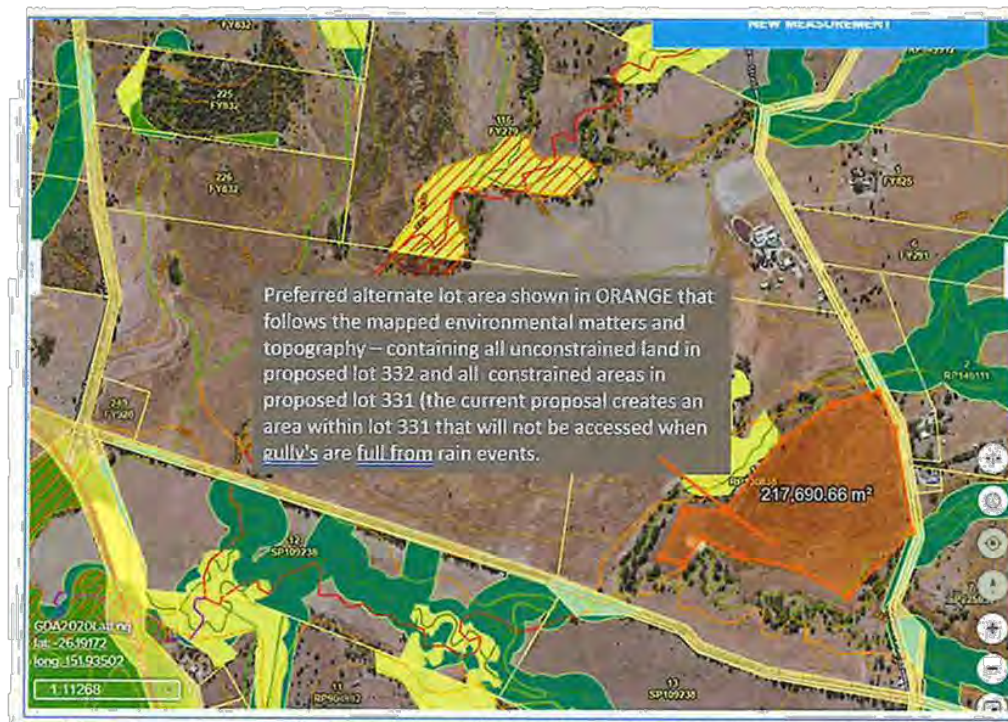 FY832
NEW MEASUREMENT
225
FY832
116
FY279
226
FY832
FY825
6
FY291
Preferred alternate lot area shown in ORANGE that
follows the mapped environmental matters and
topography – containing all unconstrained land in
proposed lot 332 and all constrained areas in
proposed lot 331 (the current proposal creates an
area within lot 331 that will not be accessed when
gully's are full from rain events.
RP149111
217,690.66 m²
12
SP109238
13
SP109238
11
GDA2020LatLng
lat: -26.19172
long: 151.93502
1:11268